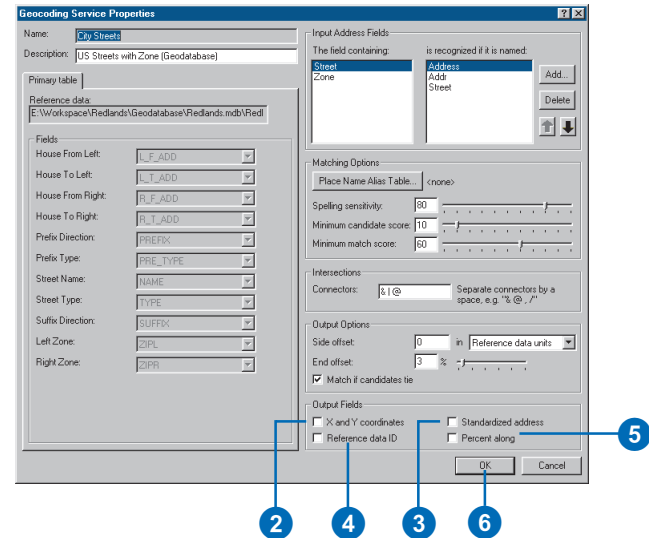 Geocoding Service Properties
Name: City Streets
Description: US Streets with Zone (Geodatabase)
Primary table
Reference data:
E:\Workspace\Redlands\Geodatabase\Redlands.mdb\Redl
Fields
House From Left: L_F_ADD
House To Left: L_T_ADD
House From Right: R_F_ADD
House To Right: R_T_ADD
Prefix Direction: PREFIX
Prefix Type: PRE_TYPE
Street Name: NAME
Street Type: TYPE
Suffix Direction: SUFFIX
Left Zone: ZIPL
Right Zone: ZIPR
Input Address Fields
The field containing: is recognized if it is named:
Street
Zone
Address
Addr
Street
Add...
Delete
Matching Options
Place Name Alias Table... <none>
Spelling sensitivity: 80
Minimum candidate score: 10
Minimum match score: 60
Intersections
Connectors: & | @ Separate connectors by a
space, e.g. "& @ , /"
Output Options
Side offset: 0 in Reference data units
End offset: 3 %
Match if candidates tie
Output Fields
X and Y coordinates Standardized address
Reference data ID Percent along
5
OK Cancel
2 4 3 6